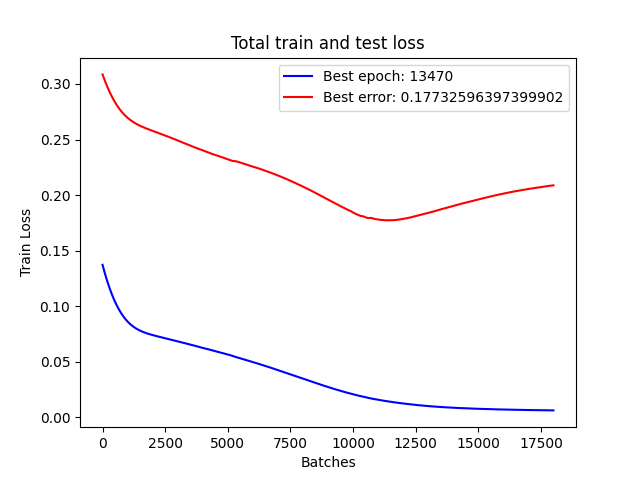 Total train and test loss
Best epoch: 13470
Best error: 0.17732596397399902
0.30
0.25
0.20
0.15
0.10
0.05
0.00
Train Loss
0 2500 5000 7500 10000 12500 15000 17500
Batches